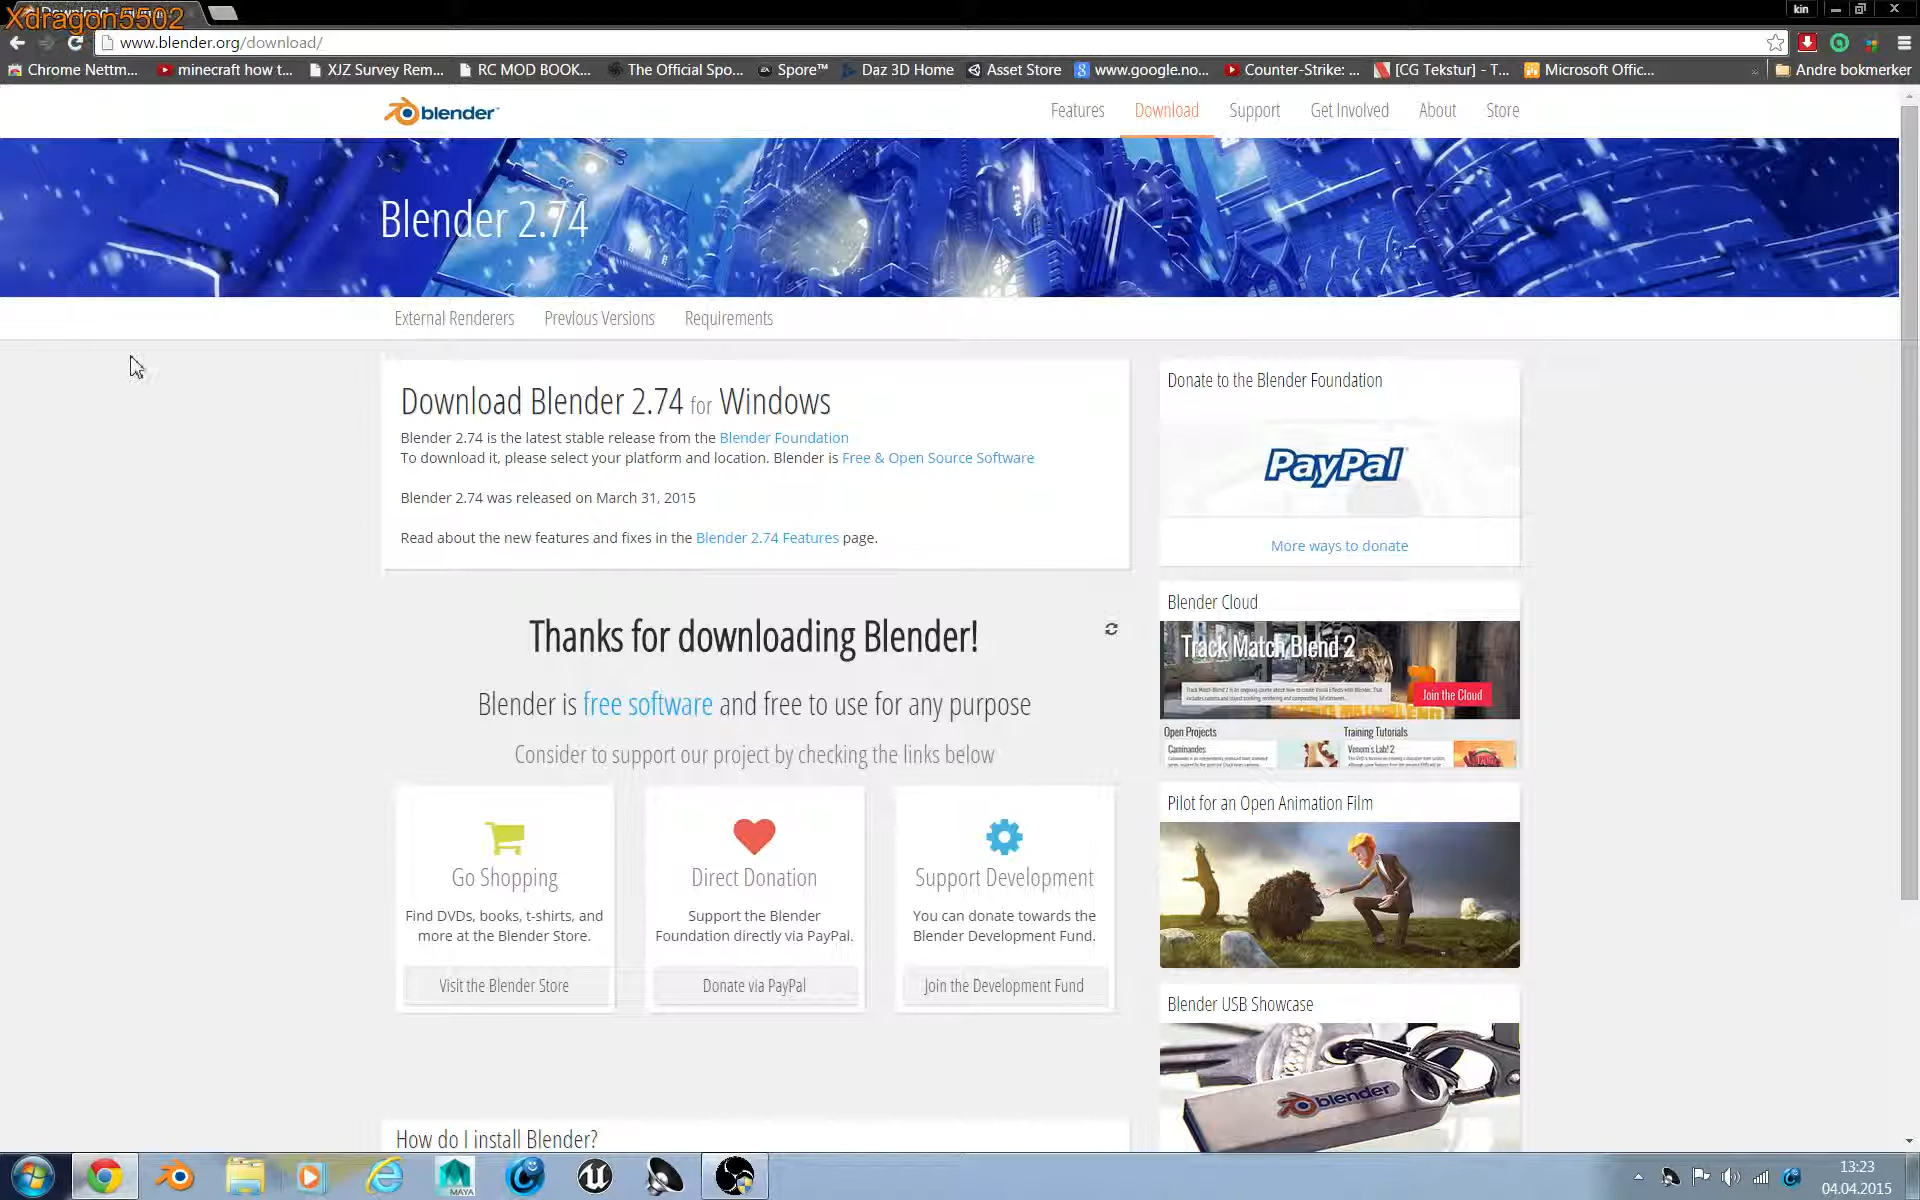 Xdragon5502
kin
www.blender.org/download/
Chrome Nettm...
minecraft how t...
XJZ Survey Rem...
RC MOD BOOK...
The Official Spo...
Spore™
Daz 3D Home
Asset Store
www.google.no...
Counter-Strike: ...
[CG Tekstur] - T...
Microsoft Offic...
Andre bokmerker
blender
Features
Download
Support
Get Involved
About
Store
Blender 2.74
External Renderers
Previous Versions
Requirements
Download Blender 2.74 for Windows
Blender 2.74 is the latest stable release from the Blender Foundation
To download it, please select your platform and location. Blender is Free & Open Source Software
Blender 2.74 was released on March 31, 2015
Read about the new features and fixes in the Blender 2.74 Features page.
Thanks for downloading Blender!
Blender is free software and free to use for any purpose
Consider to support our project by checking the links below
Go Shopping
Find DVDs, books, t-shirts, and
more at the Blender Store.
Visit the Blender Store
Direct Donation
Support the Blender
Foundation directly via PayPal.
Donate via PayPal
Support Development
You can donate towards the
Blender Development Fund.
Join the Development Fund
How do I install Blender?
Donate to the Blender Foundation
PayPal
More ways to donate
Blender Cloud
Track Match Blend 2
Join the Cloud
Open Projects
Training Tutorials
Caminandes
Venom's Lab! 2
Pilot for an Open Animation Film
Blender USB Showcase
blender
MAYA
13:23
04.04.2015